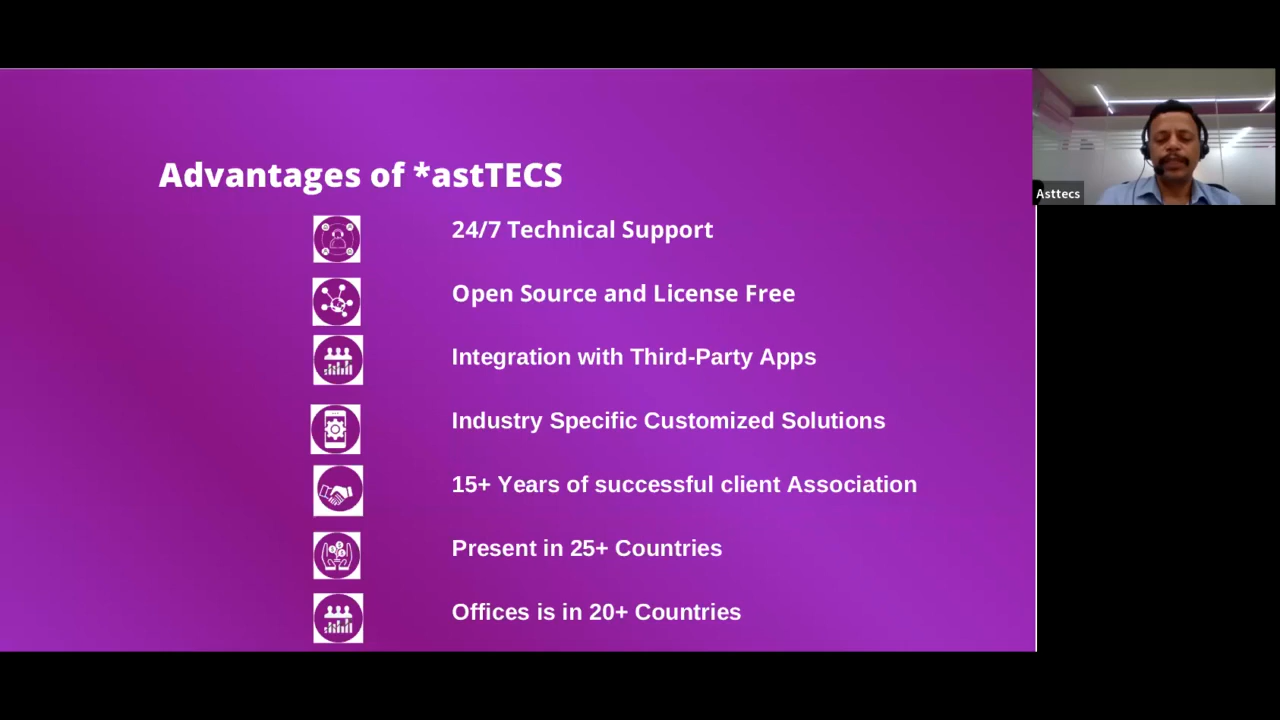 Advantages of *astTECS
24/7 Technical Support
Open Source and License Free
Integration with Third-Party Apps
Industry Specific Customized Solutions
15+ Years of successful client Association
Present in 25+ Countries
Offices is in 20+ Countries
Asttecs